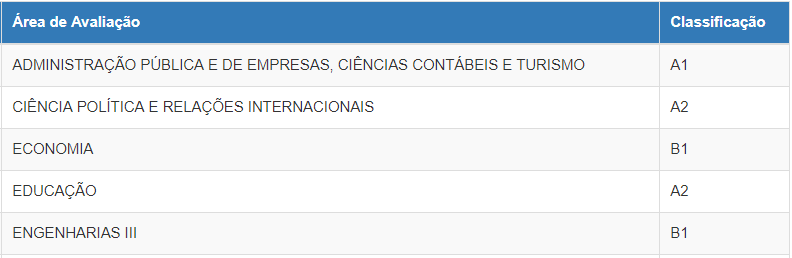 Área de Avaliação Classificação
ADMINISTRAÇÃO PÚBLICA E DE EMPRESAS, CIÊNCIAS CONTÁBEIS E TURISMO A1
CIÊNCIA POLÍTICA E RELAÇÕES INTERNACIONAIS A2
ECONOMIA B1
EDUCAÇÃO A2
ENGENHARIAS III B1